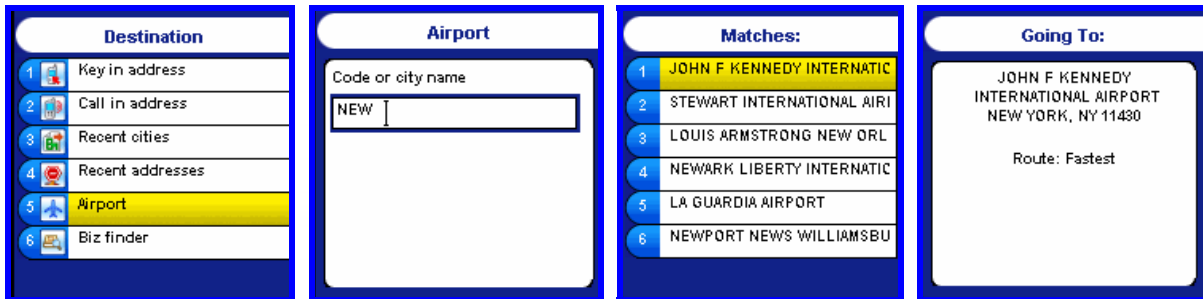 Destination
1 Key in address
2 Call in address
3 Recent cities
4 Recent addresses
5 Airport
6 Biz finder
Airport
Code or city name
NEW
Matches:
1 JOHN F KENNEDY INTERNATIC
2 STEWART INTERNATIONAL AIRI
3 LOUIS ARMSTRONG NEW ORL
4 NEWARK LIBERTY INTERNATIC
5 LA GUARDIA AIRPORT
6 NEWPORT NEWS WILLIAMSBU
Going To:
JOHN F KENNEDY
INTERNATIONAL AIRPORT
NEW YORK, NY 11430
Route: Fastest